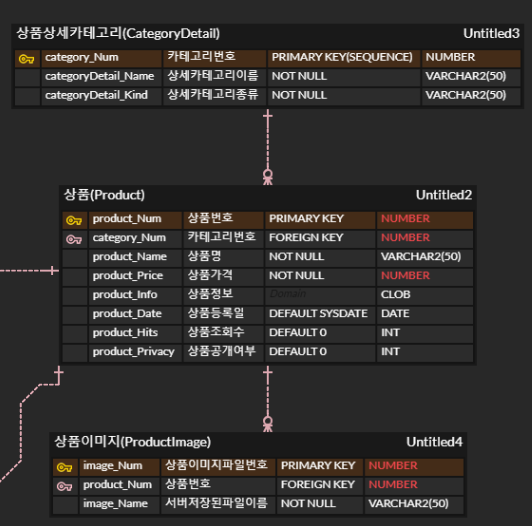 상품상세카테고리(CategoryDetail) Untitled3
category_Num 카테고리번호 PRIMARY KEY(SEQUENCE) NUMBER
categoryDetail_Name 상세카테고리이름 NOT NULL VARCHAR2(50)
categoryDetail_Kind 상세카테고리종류 NOT NULL VARCHAR2(50)
상품(Product) Untitled2
product_Num 상품번호 PRIMARY KEY NUMBER
category_Num 카테고리번호 FOREIGN KEY NUMBER
product_Name 상품명 NOT NULL VARCHAR2(50)
product_Price 상품가격 NOT NULL NUMBER
product_Info 상품정보 Domain CLOB
product_Date 상품등록일 DEFAULT SYSDATE DATE
product_Hits 상품조회수 DEFAULT 0 INT
product_Privacy 상품공개여부 DEFAULT 0 INT
상품이미지(ProductImage) Untitled4
image_Num 상품이미지파일번호 PRIMARY KEY NUMBER
product_Num 상품번호 FOREIGN KEY NUMBER
image_Name 서버저장된파일이름 NOT NULL VARCHAR2(50)